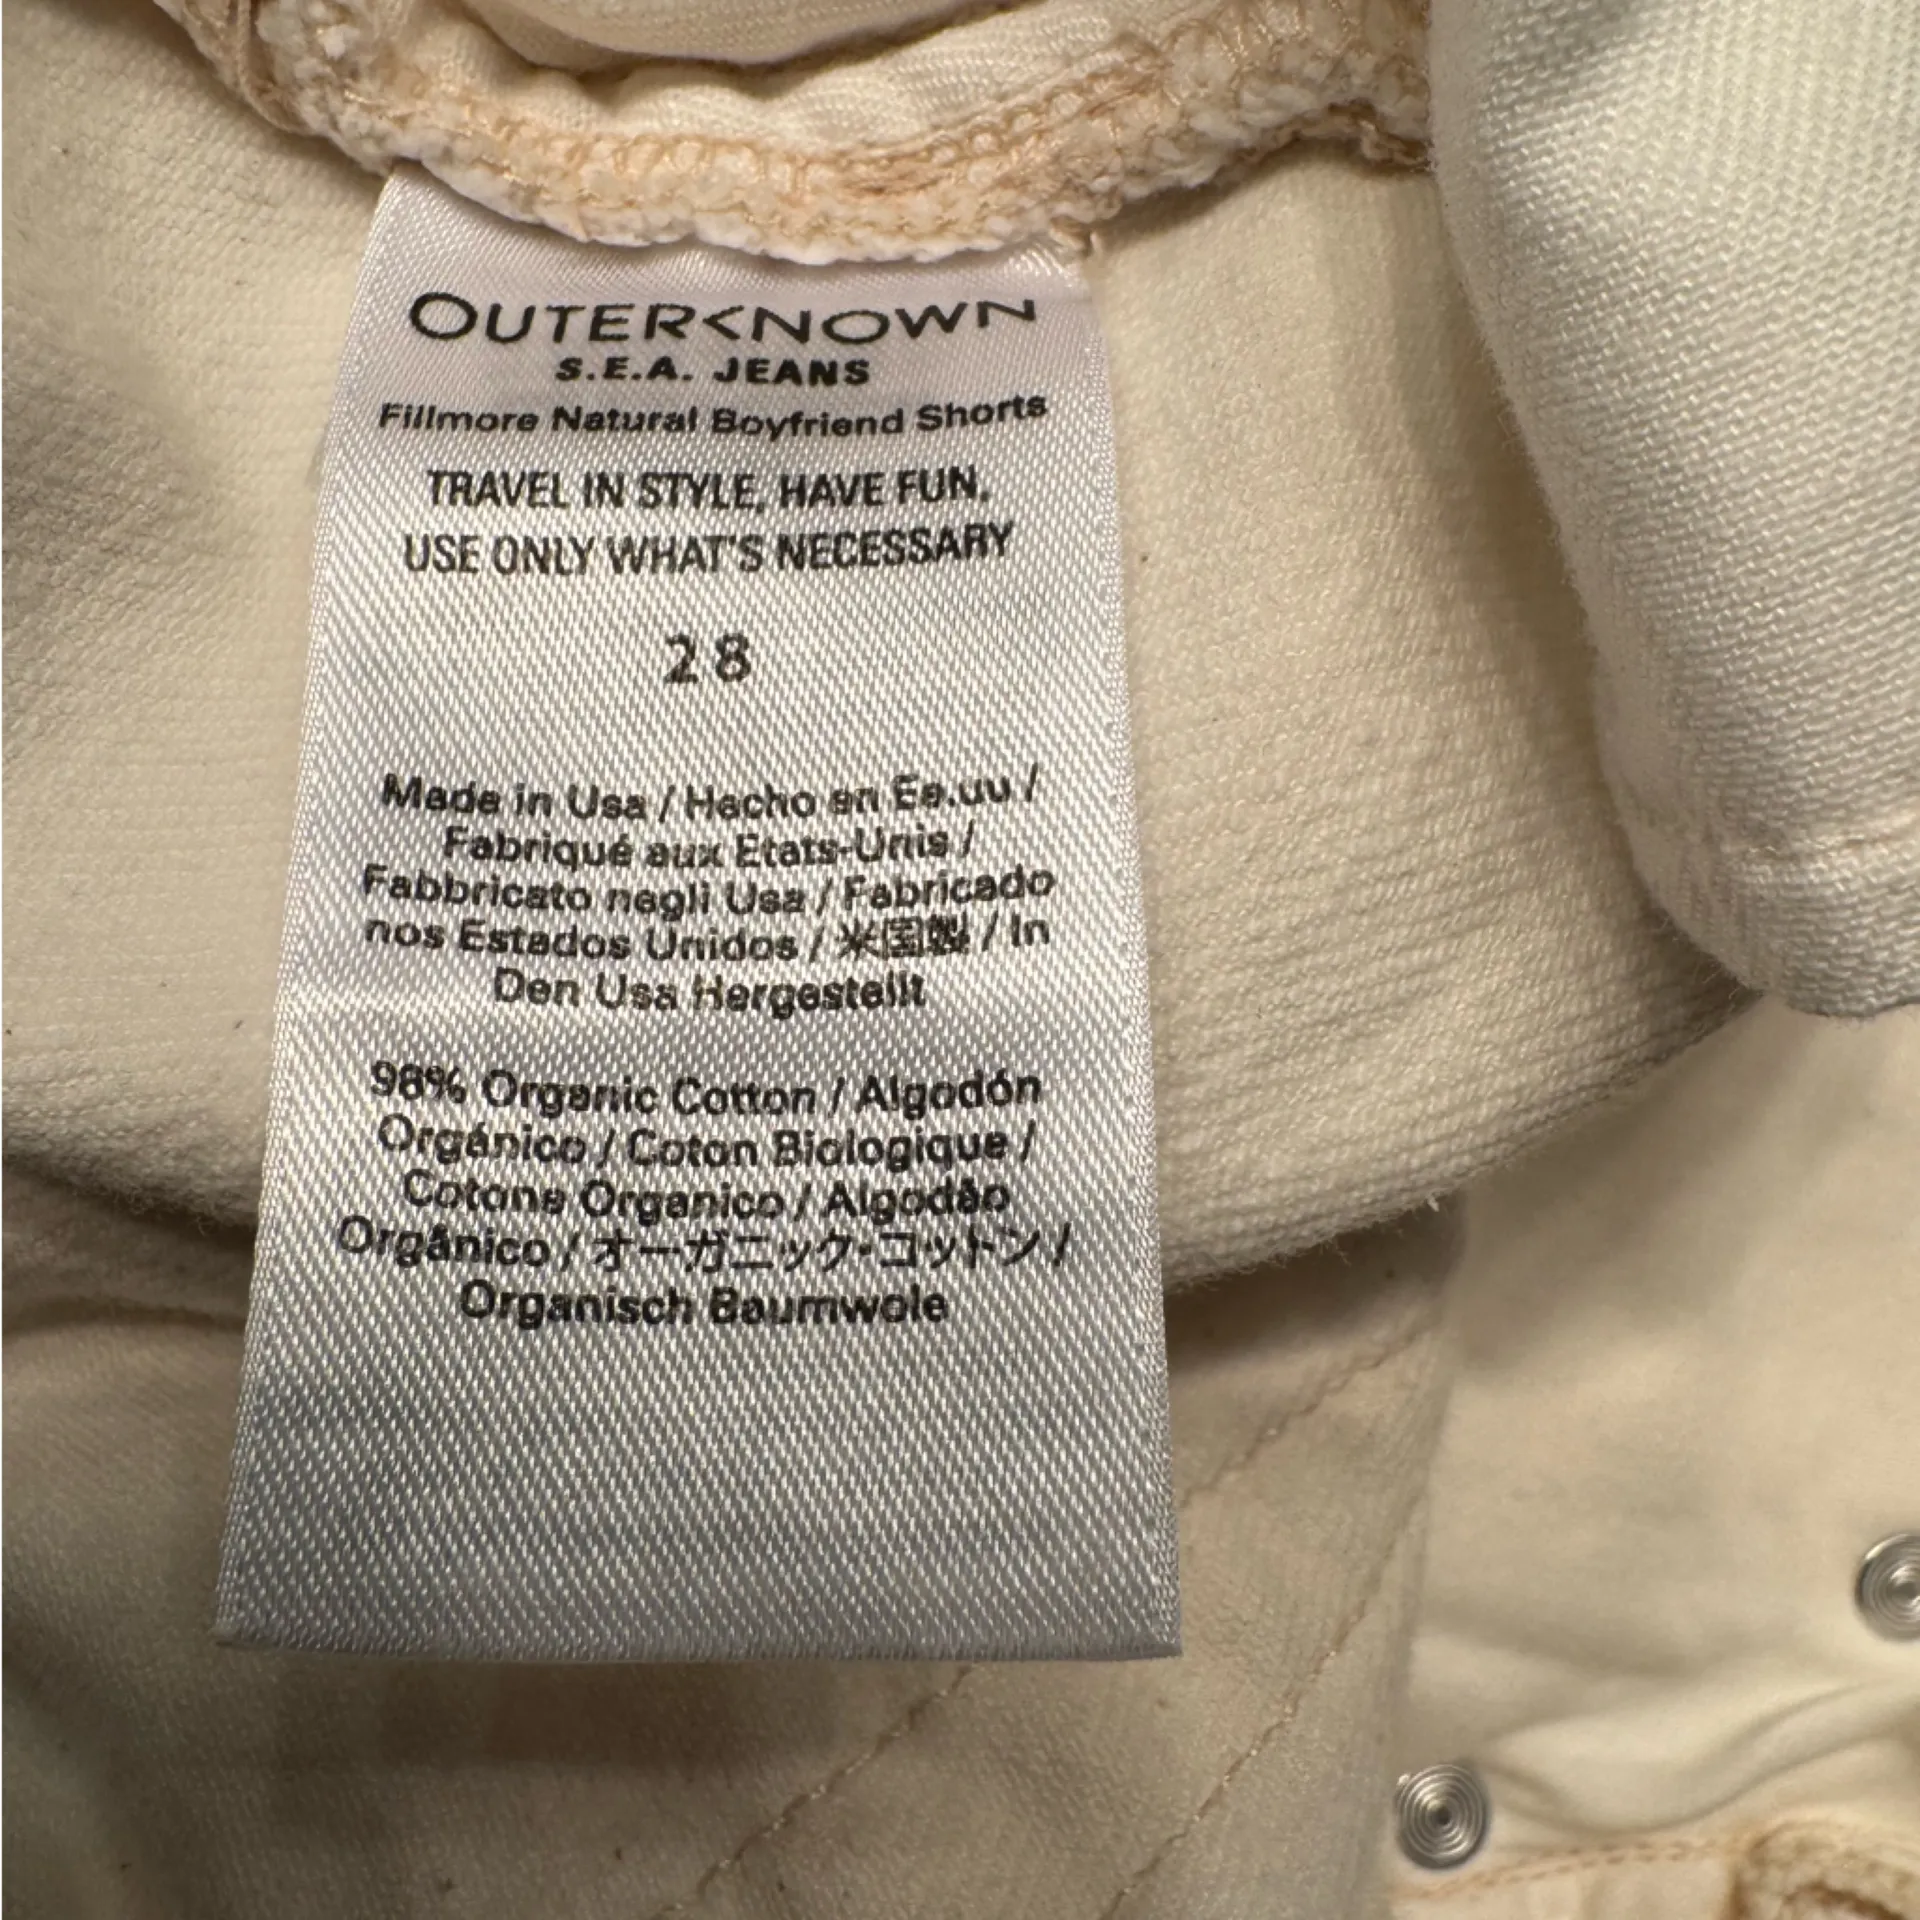 OUTERKNOWN
S.E.A. JEANS
Fillmore Natural Boyfriend Shorts
TRAVEL IN STYLE, HAVE FUN.
USE ONLY WHAT'S NECESSARY
28
Made in Usa / Hecho en Ee.uu /
Fabriqué aux Etats-Unis /
Fabbricato negli Usa / Fabricado
nos Estados Unidos / 米国製 / In
Den Usa Hergestellt
98% Organic Cotton / Algodón
Orgánico / Coton Biologique /
Cotone Organico / Algodão
Orgânico / オーガニック・コットン /
Organisch Baumwole